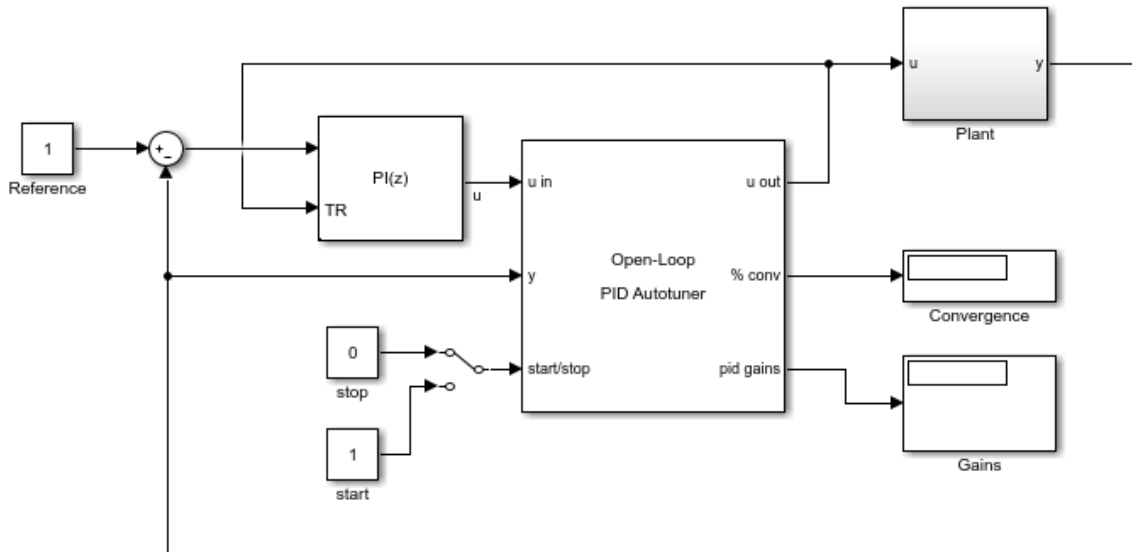 u
y
Plant
1
Reference
+
−
PI(z)
TR
u
u in
u out
y
Open-Loop
PID Autotuner
% conv
Convergence
0
stop
start/stop
pid gains
1
start
Gains